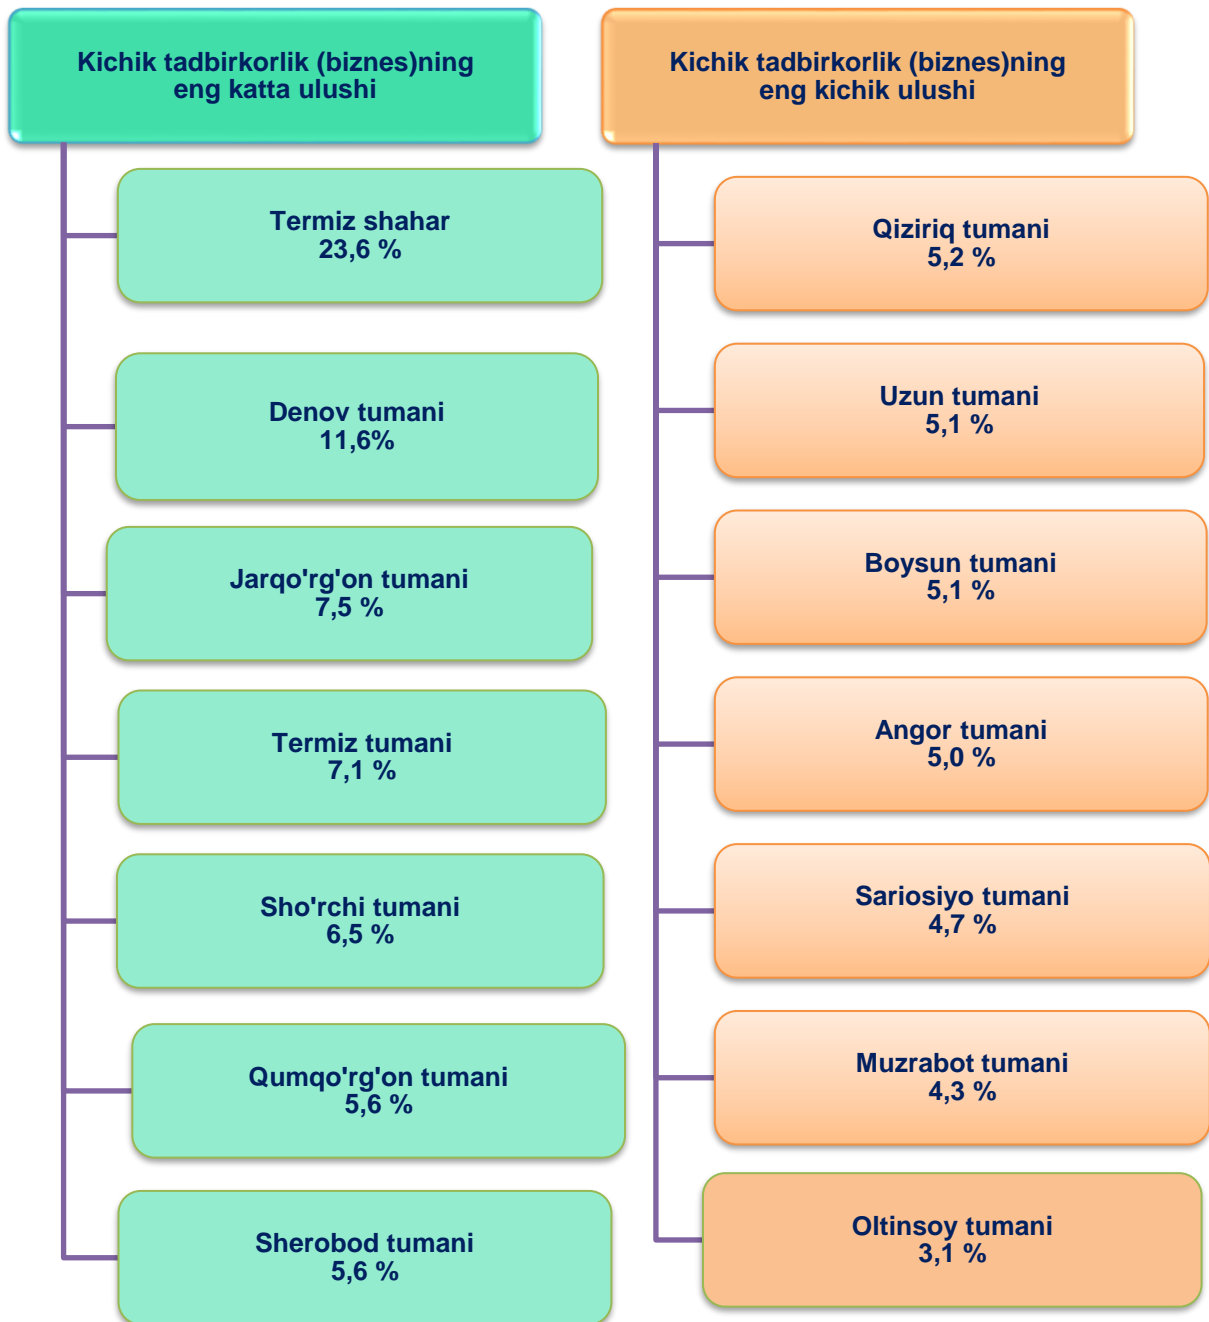 Kichik tadbirkorlik (biznes)ning
eng katta ulushi
Termiz shahar
23,6 %
Denov tumani
11,6%
Jarqo'rg'on tumani
7,5 %
Termiz tumani
7,1 %
Sho'rchi tumani
6,5 %
Qumqo'rg'on tumani
5,6 %
Sherobod tumani
5,6 %
Kichik tadbirkorlik (biznes)ning
eng kichik ulushi
Qiziriq tumani
5,2 %
Uzun tumani
5,1 %
Boysun tumani
5,1 %
Angor tumani
5,0 %
Sariosiyo tumani
4,7 %
Muzrabot tumani
4,3 %
Oltinsoy tumani
3,1 %